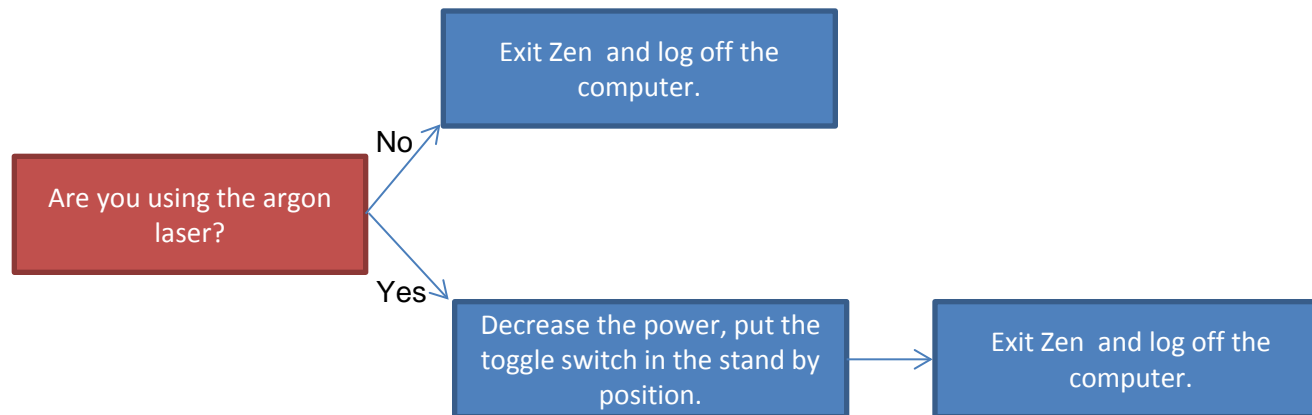 Exit Zen  and log off the
computer.
No
Are you using the argon
laser?
Yes
Decrease the power, put the
toggle switch in the stand by
position.
Exit Zen  and log off the
computer.